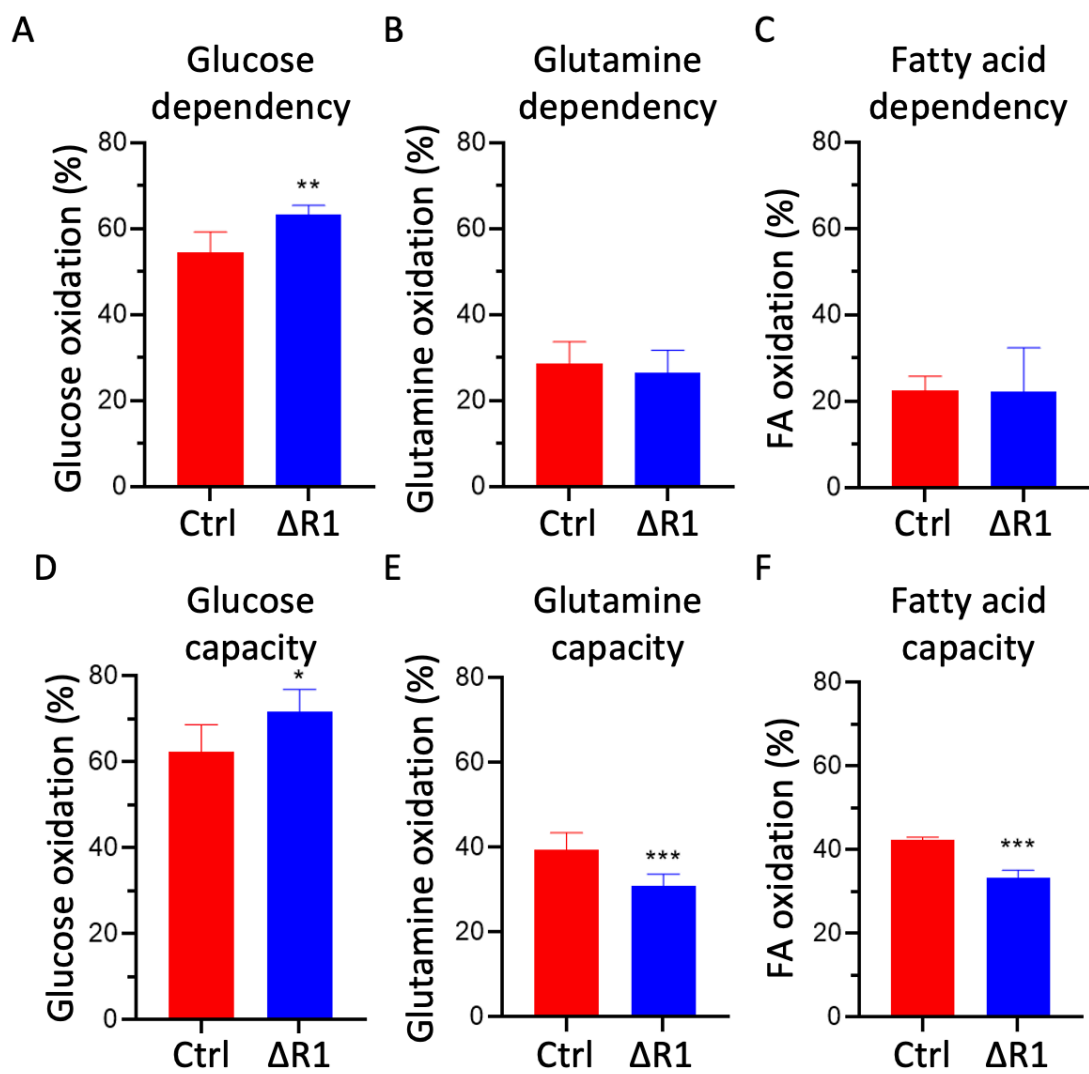 A
Glucose
dependency
Glucose oxidation (%)
80
60
40
20
0
**
Ctrl
ΔR1
B
Glutamine
dependency
Glutamine oxidation (%)
80
60
40
20
0
Ctrl
ΔR1
C
Fatty acid
dependency
FA oxidation (%)
80
60
40
20
0
Ctrl
ΔR1
D
Glucose
capacity
Glucose oxidation (%)
80
60
40
20
0
*
Ctrl
ΔR1
E
Glutamine
capacity
Glutamine oxidation (%)
80
60
40
20
0
***
Ctrl
ΔR1
F
Fatty acid
capacity
FA oxidation (%)
80
60
40
20
0
***
Ctrl
ΔR1